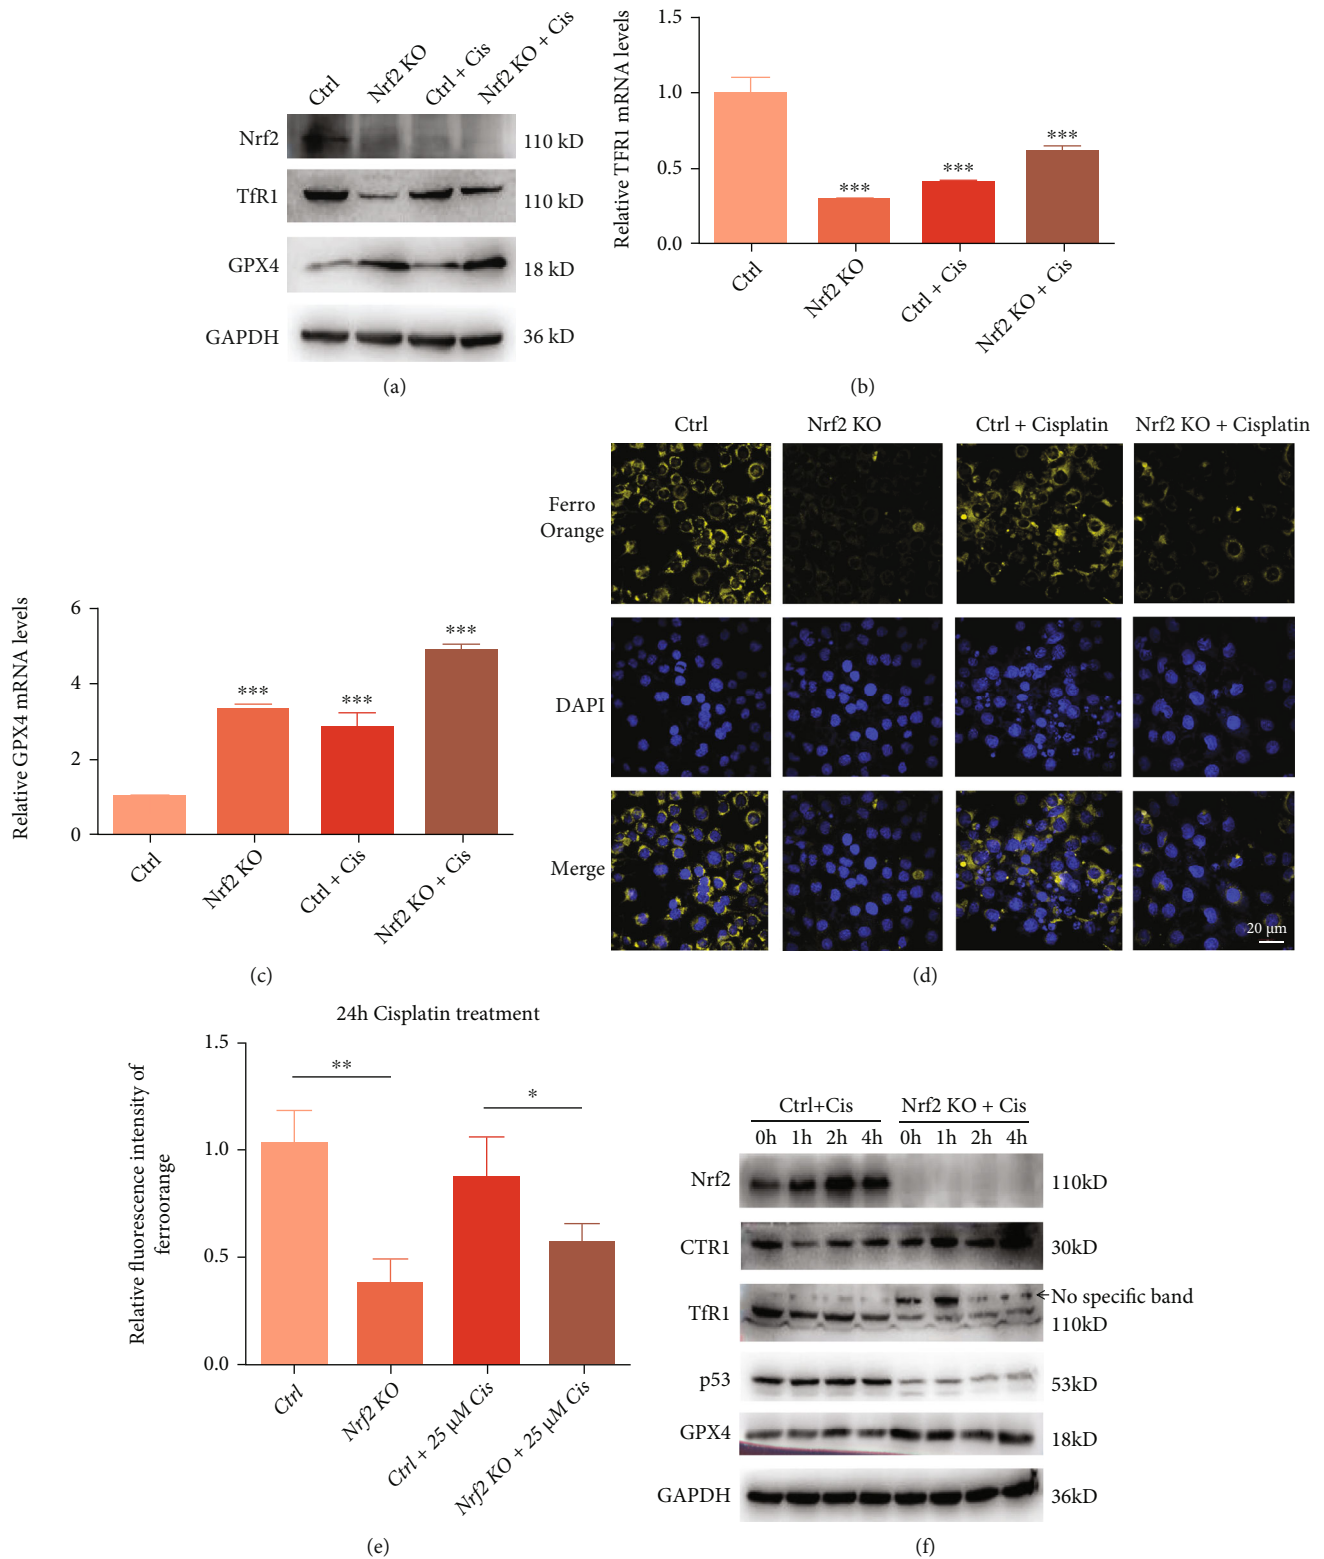 Ctrl
Nrf2 KO
Ctrl + Cis
Nrf2 KO + Cis
Nrf2
110 kD
TfR1
110 kD
GPX4
18 kD
GAPDH
36 kD
(a)
Relative TFR1 mRNA levels
1.5
1.0
0.5
0.0
***
***
***
Ctrl
Nrf2 KO
Ctrl + Cis
Nrf2 KO + Cis
(b)
Relative GPX4 mRNA levels
6
4
2
0
***
***
***
Ctrl
Nrf2 KO
Ctrl + Cis
Nrf2 KO + Cis
(c)
Ctrl
Nrf2 KO
Ctrl + Cisplatin
Nrf2 KO + Cisplatin
Ferro
Orange
DAPI
Merge
20 μm
(d)
24h Cisplatin treatment
Relative fluorescence intensity of
ferroorange
1.5
1.0
0.5
0.0
**
*
Ctrl
Nrf2 KO
Ctrl + 25 μM Cis
Nrf2 KO + 25 μM Cis
(e)
Ctrl+Cis
Nrf2 KO + Cis
0h 1h 2h 4h 0h 1h 2h 4h
Nrf2
110kD
CTR1
30kD
TfR1
No specific band
110kD
p53
53kD
GPX4
18kD
GAPDH
36kD
(f)